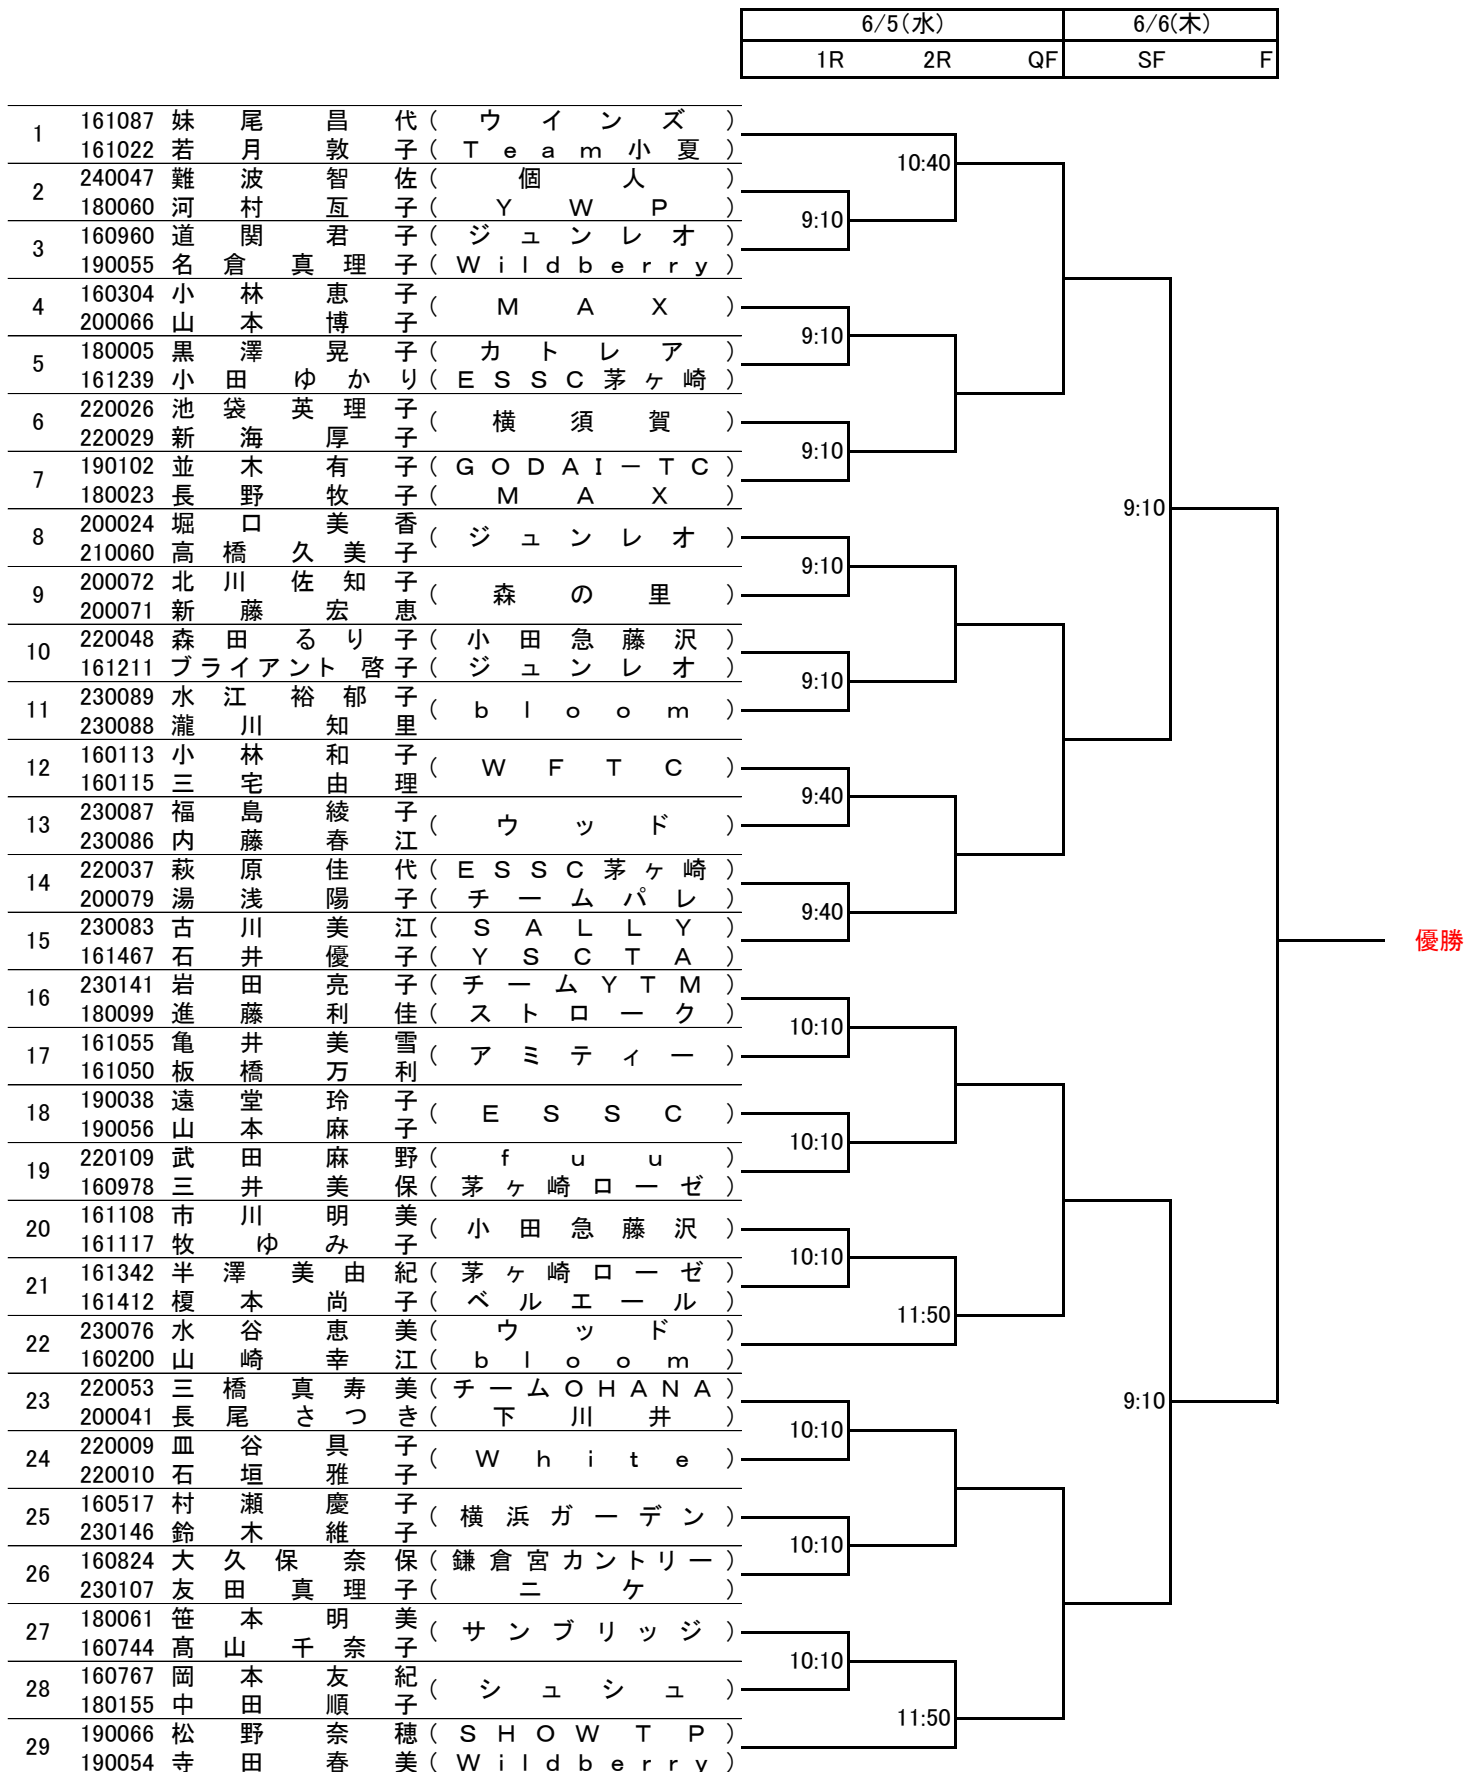 6/5(水) 6/6(木)
1R 2R QF SF F
1 161087 妹尾昌代 (ウインズ)
161022 若月敦子 (Team小夏)
10:40
2 240047 難波智佐 (個人)
180060 河村亙子 (YWP)
9:10
3 160960 道関君子 (ジュンレオ)
190055 名倉真理子 (Wildberry)
4 160304 小林恵子 (MAX)
200066 山本博子
9:10
5 180005 黒澤晃子 (カトレア)
161239 小田ゆかり (ESSC茅ヶ崎)
6 220026 池袋英理子 (横須賀)
220029 新海厚子
9:10
7 190102 並木有子 (GODAI－TC)
180023 長野牧子 (MAX)
9:10
8 200024 堀口美香 (ジュンレオ)
210060 高橋久美子
9:10
9 200072 北川佐知子 (森の里)
200071 新藤宏恵
10 220048 森田るり子 (小田急藤沢)
161211 ブライアント啓子 (ジュンレオ)
9:10
11 230089 水江裕郁子 (bloom)
230088 瀧川知里
12 160113 小林和子 (WFTC)
160115 三宅由理
9:40
13 230087 福島綾子 (ウッド)
230086 内藤春江
14 220037 萩原佳代 (ESSC茅ヶ崎)
200079 湯浅陽子 (チームパレ)
9:40
15 230083 古川美江 (SALLY)
161467 石井優子 (YSCTA)
優勝
16 230141 岩田亮子 (チームYTM)
180099 進藤利佳 (ストローク)
10:10
17 161055 亀井美雪 (アミティー)
161050 板橋万利
18 190038 遠堂玲子 (ESSC)
190056 山本麻子
10:10
19 220109 武田麻野 (fuu)
160978 三井美保 (茅ヶ崎ローゼ)
20 161108 市川明美 (小田急藤沢)
161117 牧ゆみ子
10:10
21 161342 半澤美由紀 (茅ヶ崎ローゼ)
161412 榎本尚子 (ベルエール)
11:50
22 230076 水谷恵美 (ウッド)
160200 山崎幸江 (bloom)
23 220053 三橋真寿美 (チームOHANA)
200041 長尾さつき (下川井)
9:10
10:10
24 220009 皿谷具子 (White)
220010 石垣雅子
25 160517 村瀬慶子 (横浜ガーデン)
230146 鈴木維子
10:10
26 160824 大久保奈保 (鎌倉宮カントリー)
230107 友田真理子 (ニケ)
27 180061 笹本明美 (サンブリッジ)
160744 髙山千奈子
10:10
28 160767 岡本友紀 (シュシュ)
180155 中田順子
11:50
29 190066 松野奈穂 (SHOW TP)
190054 寺田春美 (Wildberry)